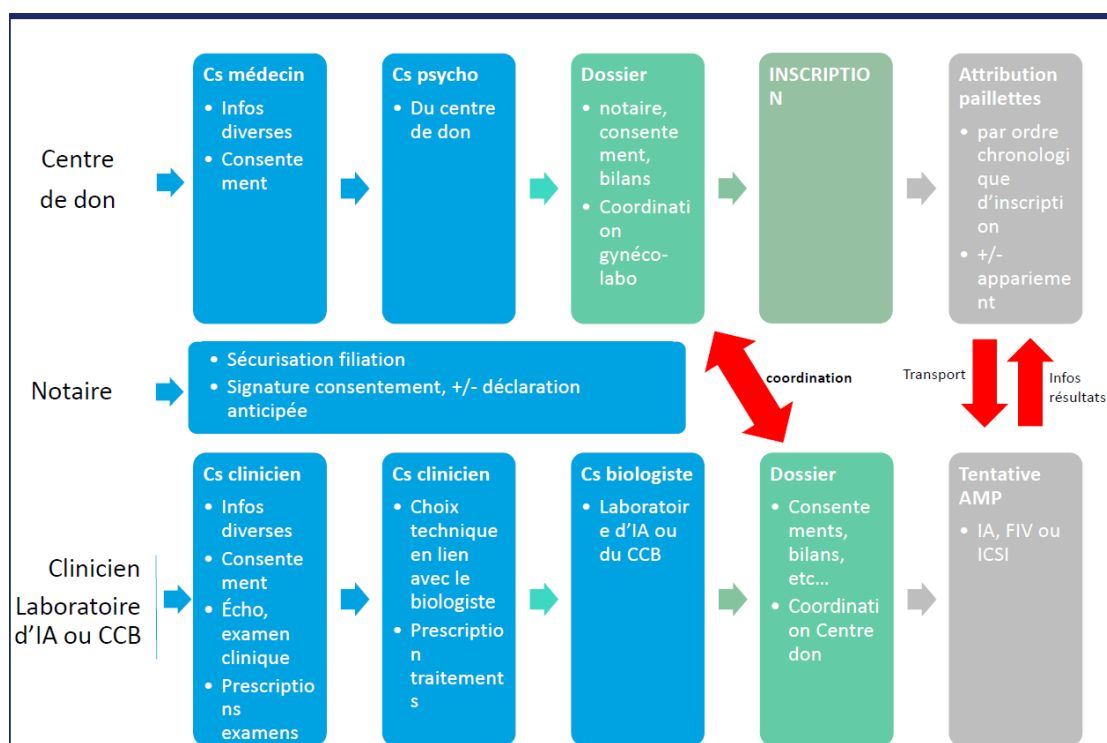 Centre
de don
Cs médecin
• Infos
diverses
• Consente
ment
Cs psycho
• Du centre
de don
Dossier
• notaire,
consente
ment,
bilans
• Coordinati
on
gynéco-
labo
INSCRIPTIO
N
Attribution
paillettes
• par ordre
chronologi
que
d’inscripti
on
• +/-
apparieme
nt
Notaire
• Sécurisation filiation
• Signature consentement, +/- déclaration
anticipée
coordination
Transport
Infos
résultats
Clinicien
Laboratoire
d’IA ou CCB
Cs clinicien
• Infos
diverses
• Consente
ment
• Écho,
examen
clinique
• Prescriptio
ns
examens
Cs clinicien
• Choix
technique
en lien
avec le
biologiste
• Prescriptio
n
traitement
s
Cs biologiste
• Laboratoir
e d’IA ou
du CCB
Dossier
• Consente
ments,
bilans,
etc...
• Coordinati
on Centre
don
Tentative
AMP
• IA, FIV ou
ICSI